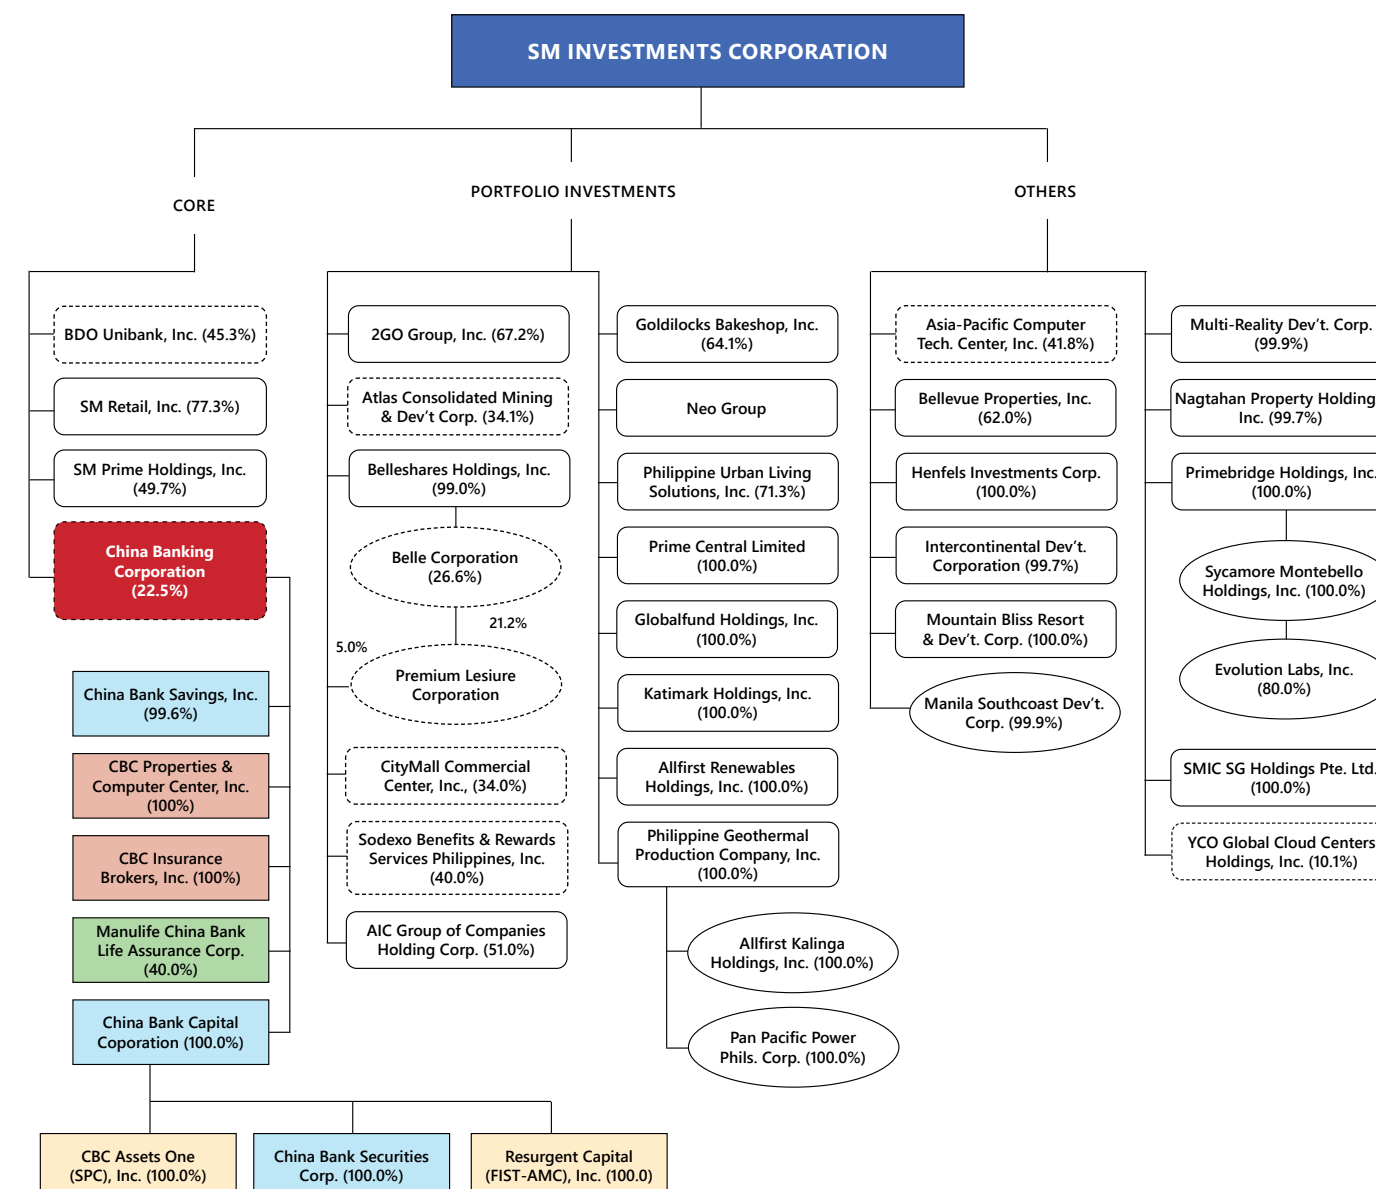 SM INVESTMENTS CORPORATION
CORE
PORTFOLIO INVESTMENTS
OTHERS
BDO Unibank, Inc. (45.3%)
SM Retail, Inc. (77.3%)
SM Prime Holdings, Inc.
(49.7%)
China Banking
Corporation
(22.5%)
China Bank Savings, Inc.
(99.6%)
CBC Properties &
Computer Center, Inc.
(100%)
CBC Insurance
Brokers, Inc. (100%)
Manulife China Bank
Life Assurance Corp.
(40.0%)
China Bank Capital
Coporation (100.0%)
CBC Assets One
(SPC), Inc. (100.0%)
China Bank Securities
Corp. (100.0%)
Resurgent Capital
(FIST-AMC), Inc. (100.0)
2GO Group, Inc. (67.2%)
Atlas Consolidated Mining
& Dev't Corp. (34.1%)
Belleshares Holdings, Inc.
(99.0%)
Belle Corporation
(26.6%)
21.2%
5.0%
Premium Lesiure
Corporation
CityMall Commercial
Center, Inc., (34.0%)
Sodexo Benefits & Rewards
Services Philippines, Inc.
(40.0%)
AIC Group of Companies
Holding Corp. (51.0%)
Goldilocks Bakeshop, Inc.
(64.1%)
Neo Group
Philippine Urban Living
Solutions, Inc. (71.3%)
Prime Central Limited
(100.0%)
Globalfund Holdings, Inc.
(100.0%)
Katimark Holdings, Inc.
(100.0%)
Allfirst Renewables
Holdings, Inc. (100.0%)
Philippine Geothermal
Production Company, Inc.
(100.0%)
Allfirst Kalinga
Holdings, Inc. (100.0%)
Pan Pacific Power
Phils. Corp. (100.0%)
Asia-Pacific Computer
Tech. Center, Inc. (41.8%)
Bellevue Properties, Inc.
(62.0%)
Henfels Investments Corp.
(100.0%)
Intercontinental Dev't.
Corporation (99.7%)
Mountain Bliss Resort
& Dev't. Corp. (100.0%)
Manila Southcoast Dev't.
Corp. (99.9%)
Multi-Reality Dev't. Corp.
(99.9%)
Nagtahan Property Holding
Inc. (99.7%)
Primebridge Holdings, Inc.
(100.0%)
Sycamore Montebello
Holdings, Inc. (100.0%)
Evolution Labs, Inc.
(80.0%)
SMIC SG Holdings Pte. Ltd.
(100.0%)
YCO Global Cloud Centers
Holdings, Inc. (10.1%)